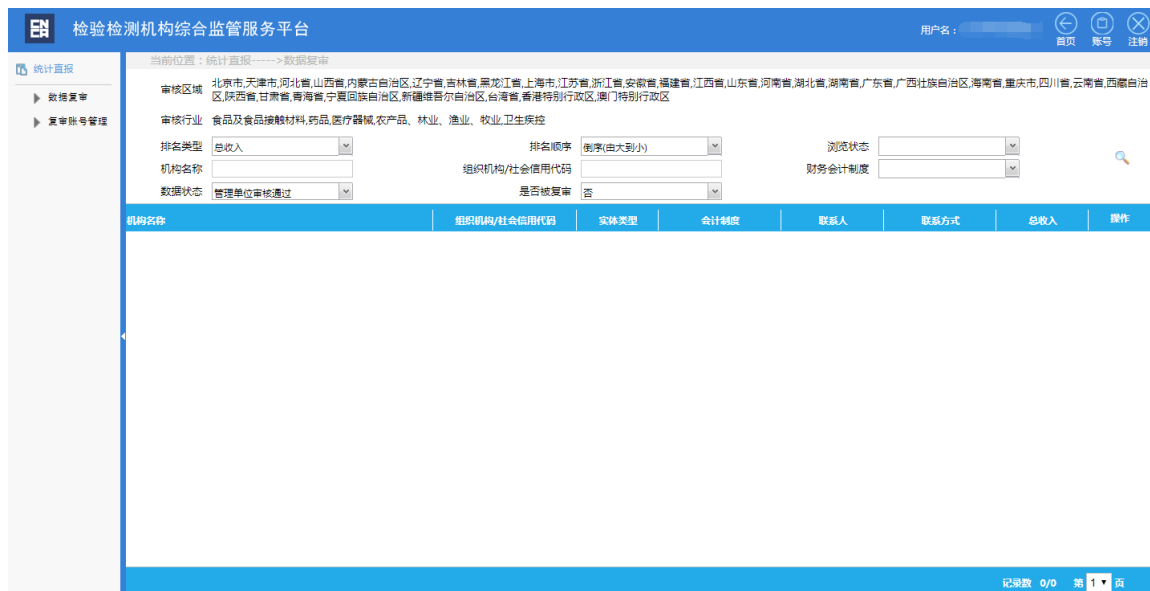 检验检测机构综合监管服务平台
用户名：
首页 账号 注销
统计直报
数据复审
复审账号管理
当前位置：统计直报----->数据复审
审核区域 北京市,天津市,河北省,山西省,内蒙古自治区,辽宁省,吉林省,黑龙江省,上海市,江苏省,浙江省,安徽省,福建省,江西省,山东省,河南省,湖北省,湖南省,广东省,广西壮族自治区,海南省,重庆市,四川省,云南省,西藏自治
区,陕西省,甘肃省,青海省,宁夏回族自治区,新疆维吾尔自治区,台湾省,香港特别行政区,澳门特别行政区
审核行业 食品及食品接触材料,药品,医疗器械,农产品、林业、渔业、牧业,卫生疾控
排名类型 总收入 排名顺序 倒序(由大到小) 浏览状态
机构名称 组织机构/社会信用代码 财务会计制度
数据状态 管理单位审核通过 是否被复审 否
机构名称 组织机构/社会信用代码 实体类型 会计制度 联系人 联系方式 总收入 操作
记录数 0/0 第 1 页